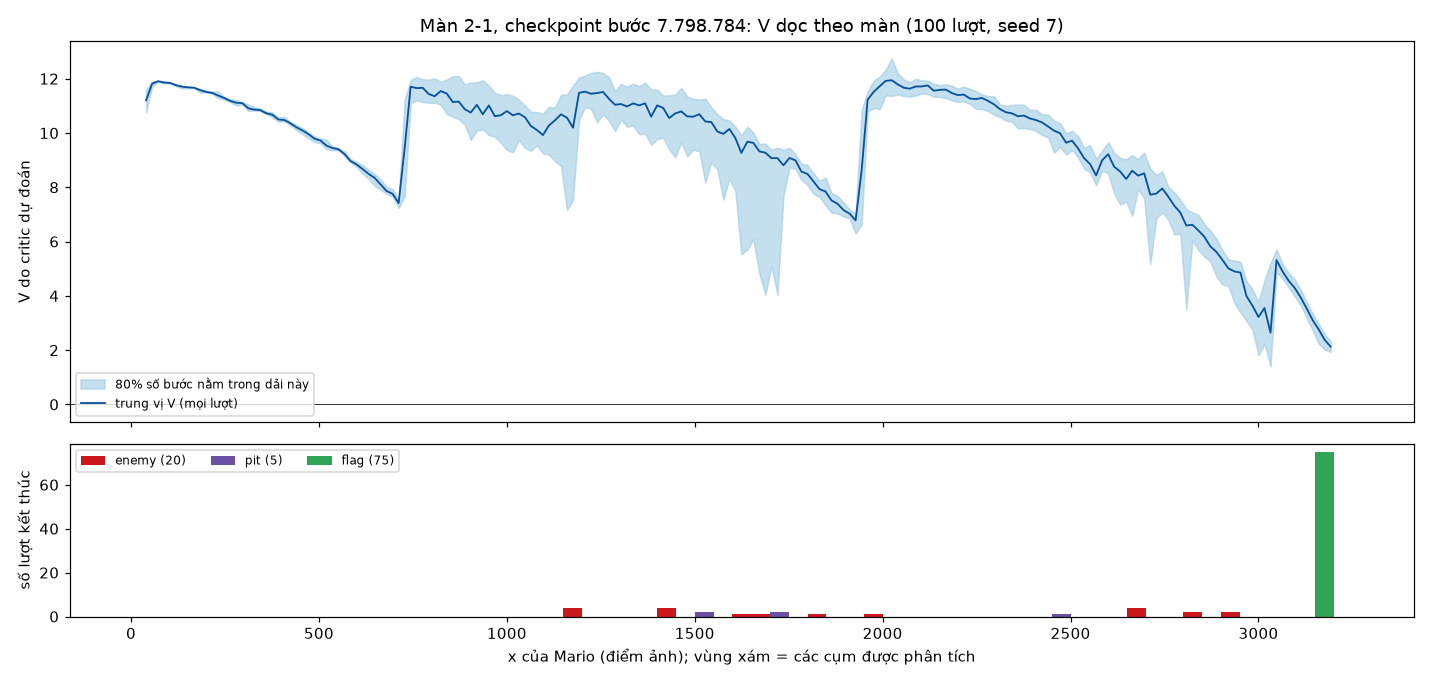 Màn 2-1, checkpoint bước 7.798.784: V dọc theo màn (100 lượt, seed 7)
V do critic dự đoán
12
10
8
6
4
2
0
80% số bước nằm trong dải này
trung vị V (mọi lượt)
số lượt kết thúc
60
40
20
0
enemy (20)
pit (5)
flag (75)
0
500
1000
1500
2000
2500
3000
x của Mario (điểm ảnh); vùng xám = các cụm được phân tích